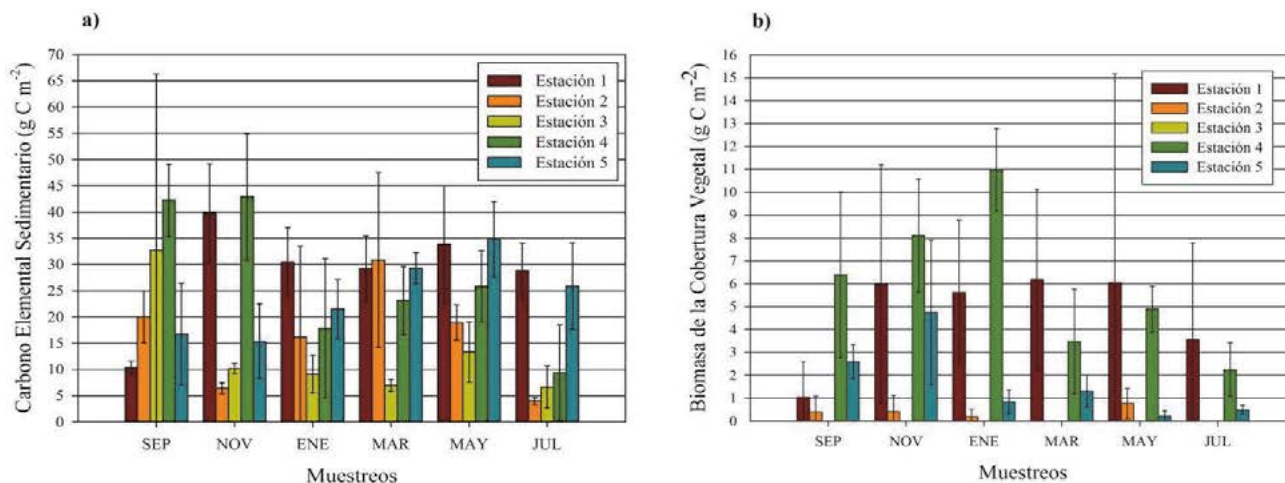 a)
Carbono Elemental Sedimentario (g C m⁻²)
70
65
60
55
50
45
40
35
30
25
20
15
10
5
0
Estación 1
Estación 2
Estación 3
Estación 4
Estación 5
SEP NOV ENE MAR MAY JUL
Muestreos
b)
Biomasa de la Cobertura Vegetal (g C m⁻²)
16
15
14
13
12
11
10
9
8
7
6
5
4
3
2
1
0
Estación 1
Estación 2
Estación 3
Estación 4
Estación 5
SEP NOV ENE MAR MAY JUL
Muestreos